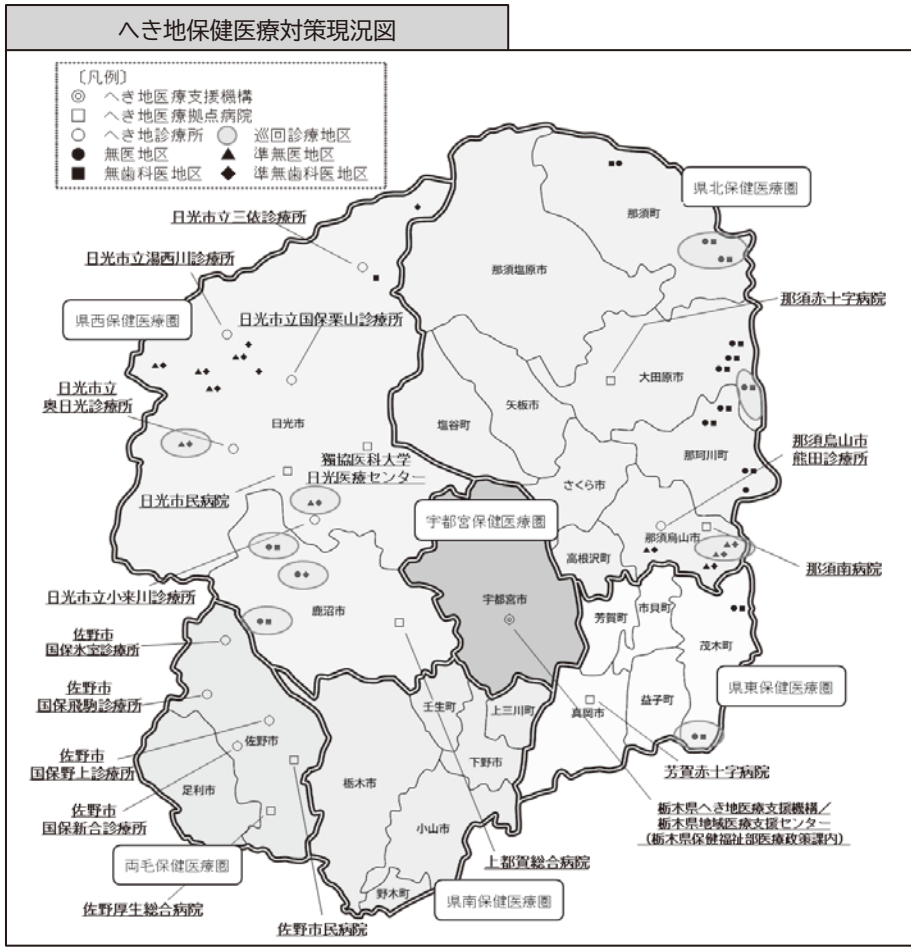 へき地保健医療対策現況図
〔凡例〕
◎ へき地医療支援機構
□ へき地医療拠点病院
○ へき地診療所 巡回診療地区
● 無医地区 ▲ 準無医地区
■ 無歯科医地区 ◆ 準無歯科医地区
県北保健医療圏
那須町
日光市立三依診療所
日光市立湯西川診療所
那須塩原市
那須赤十字病院
県西保健医療圏
日光市立国保栗山診療所
大田原市
日光市立
奥日光診療所
矢板市
塩谷町
日光市
那須烏山市
熊田診療所
那珂川町
獨協医科大学
日光医療センター
さくら市
日光市民病院
宇都宮保健医療圏
那須烏山市
高根沢町
那須南病院
日光市立小来川診療所
鹿沼市
宇都宮市
芳賀町
市貝町
茂木町
佐野市
国保氷室診療所
県東保健医療圏
佐野市
国保飛駒診療所
壬生町
上三川町
真岡市
益子町
佐野市
佐野市
国保野上診療所
下野市
芳賀赤十字病院
栃木市
足利市
佐野市
国保新合診療所
小山市
栃木県へき地医療支援機構／
栃木県地域医療支援センター
（栃木県保健福祉部医療政策課内）
両毛保健医療圏
上都賀総合病院
野木町
県南保健医療圏
佐野厚生総合病院
佐野市民病院